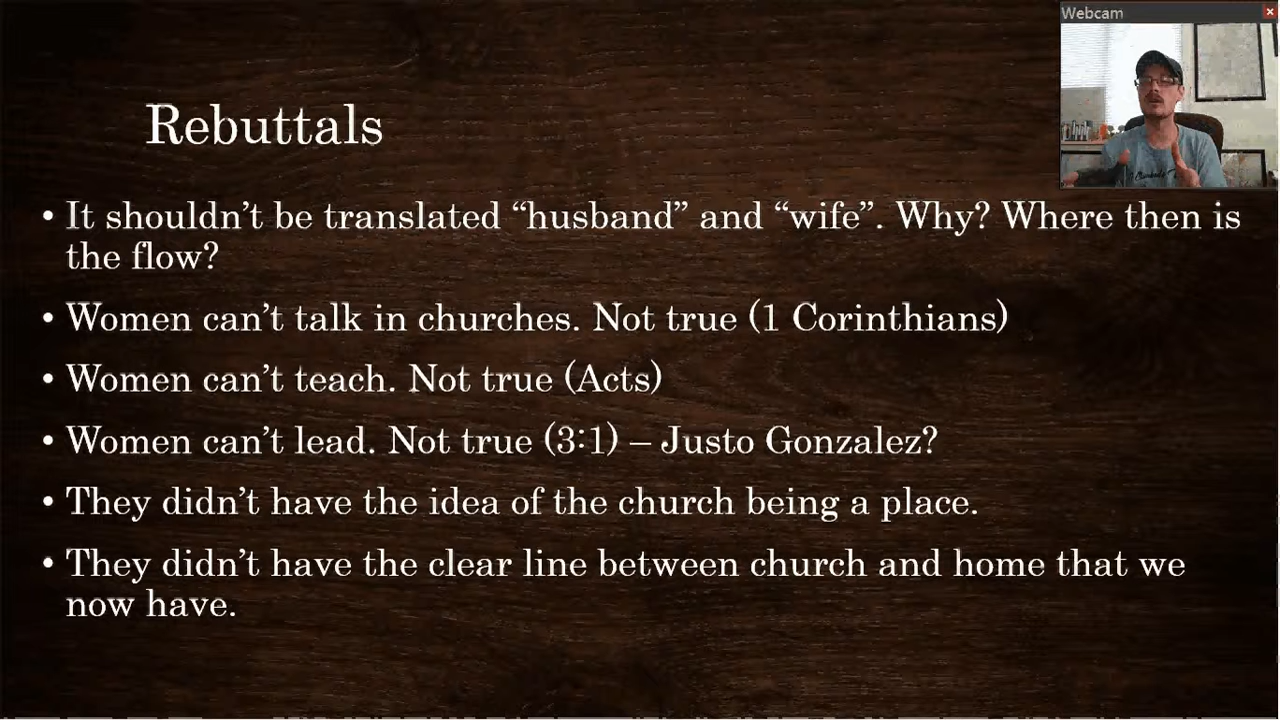 Webcam
Rebuttals
• It shouldn’t be translated “husband” and “wife”. Why? Where then is
the flow?
• Women can’t talk in churches. Not true (1 Corinthians)
• Women can’t teach. Not true (Acts)
• Women can’t lead. Not true (3:1) – Justo Gonzalez?
• They didn’t have the idea of the church being a place.
• They didn’t have the clear line between church and home that we
now have.